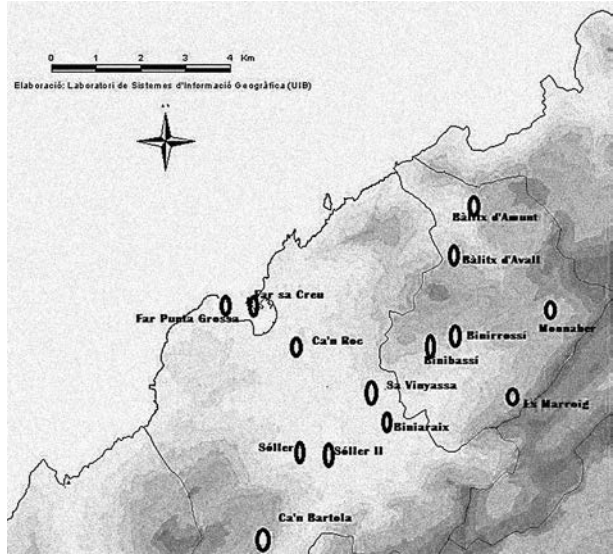 0 1 2 3 4 Km
Elaboració: Laboratori de Sistemes d'Informació Geogràfica (UIB)
Bàlitx d'Amunt
Bàlitx d'Avall
Far sa Creu
Far Punta Grossa
Monnaber
Binirrossi
Ca'n Roc
Binibassí
Sa Vinyassa
Es Marroig
Biniaraix
Sóller
Sóller II
Ca'n Bartola